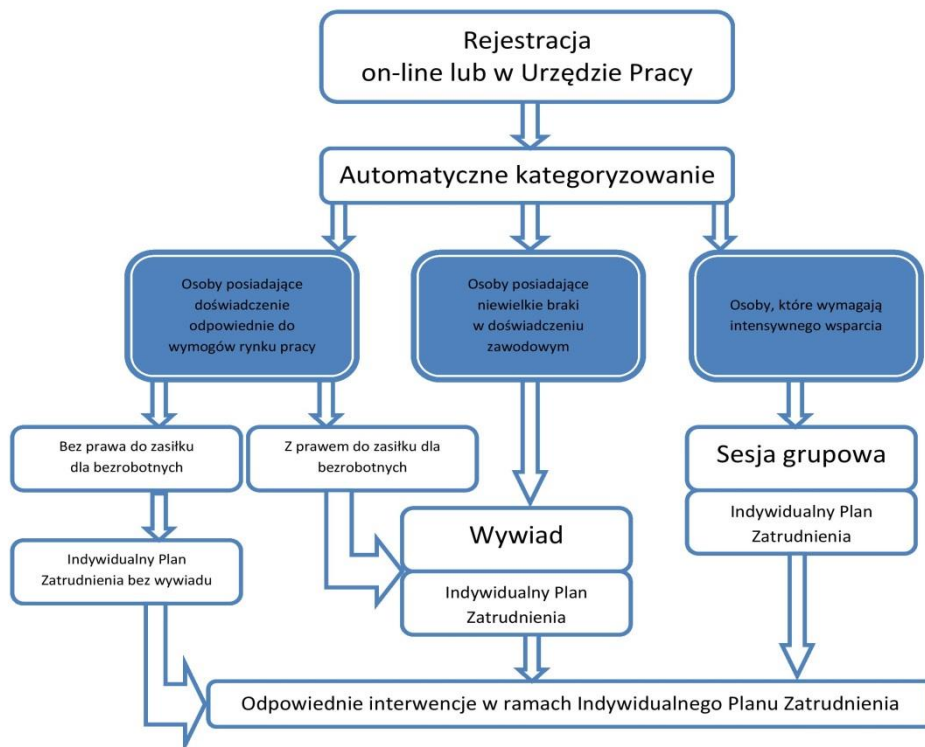 Rejestracja
on-line lub w Urzędzie Pracy
Automatyczne kategoryzowanie
Osoby posiadające
doświadczenie
odpowiednie do
wymogów rynku pracy
Osoby posiadające
niewielkie braki
w doświadczeniu
zawodowym
Osoby, które wymagają
intensywnego wsparcia
Bez prawa do zasiłku
dla bezrobotnych
Z prawem do zasiłku dla
bezrobotnych
Sesja grupowa
Indywidualny Plan
Zatrudnienia
Indywidualny Plan
Zatrudnienia bez wywiadu
Wywiad
Indywidualny Plan
Zatrudnienia
Odpowiednie interwencje w ramach Indywidualnego Planu Zatrudnienia